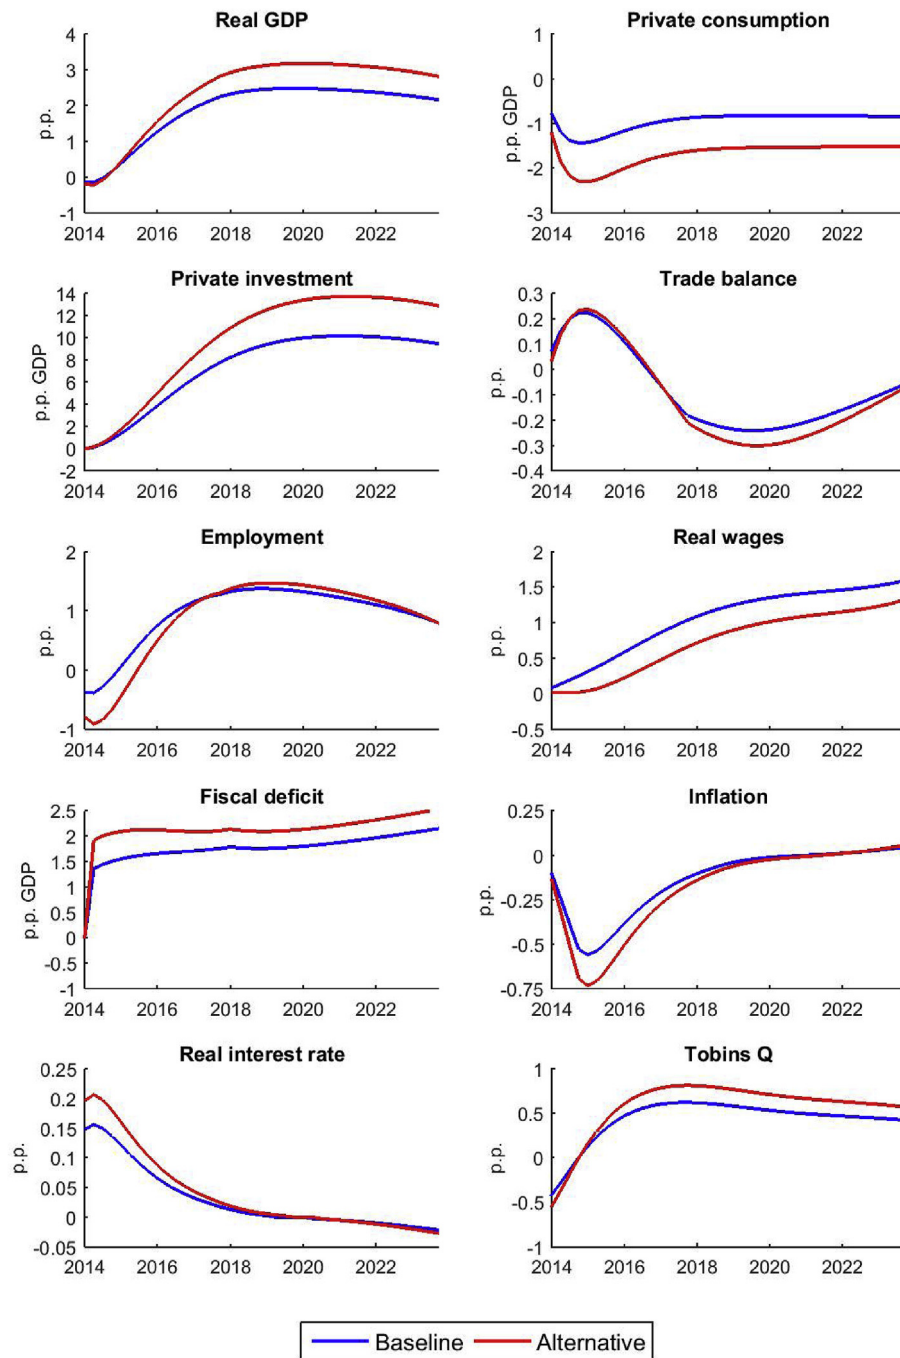 Real GDP
p.p.
4
3
2
1
0
-1
2014 2016 2018 2020 2022
Private consumption
p.p. GDP
1
0
-1
-2
-3
2014 2016 2018 2020 2022
Private investment
p.p. GDP
14
12
10
8
6
4
2
0
-2
2014 2016 2018 2020 2022
Trade balance
p.p.
0.3
0.2
0.1
0
-0.1
-0.2
-0.3
-0.4
2014 2016 2018 2020 2022
Employment
p.p.
2
1
0
-1
2014 2016 2018 2020 2022
Real wages
p.p.
2
1.5
1
0.5
0
-0.5
2014 2016 2018 2020 2022
Fiscal deficit
p.p. GDP
2.5
2
1.5
1
0.5
0
-0.5
-1
2014 2016 2018 2020 2022
Inflation
p.p.
0.25
0
-0.25
-0.5
-0.75
2014 2016 2018 2020 2022
Real interest rate
p.p.
0.25
0.2
0.15
0.1
0.05
0
-0.05
2014 2016 2018 2020 2022
Tobins Q
p.p.
1
0.5
0
-0.5
-1
2014 2016 2018 2020 2022
Baseline Alternative